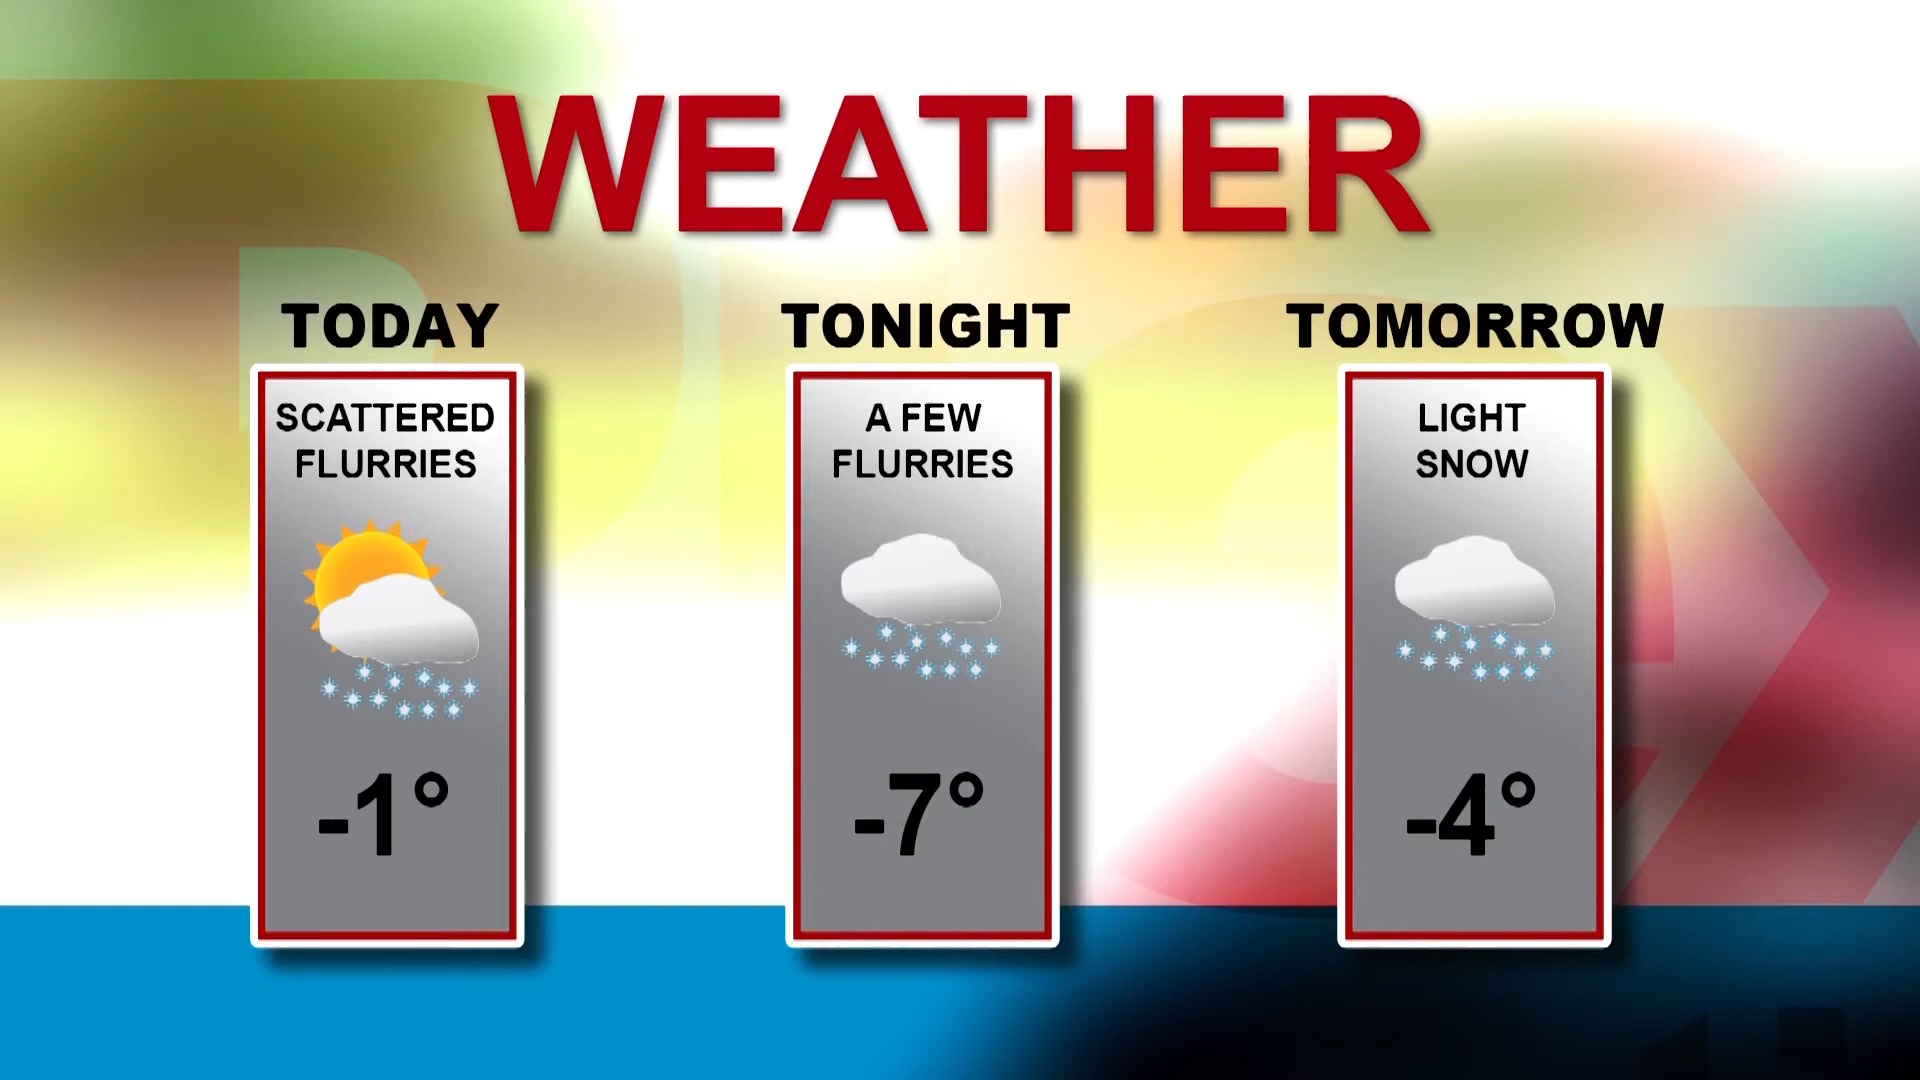 WEATHER
TODAY
SCATTERED
FLURRIES
-1°
TONIGHT
A FEW
FLURRIES
-7°
TOMORROW
LIGHT
SNOW
-4°